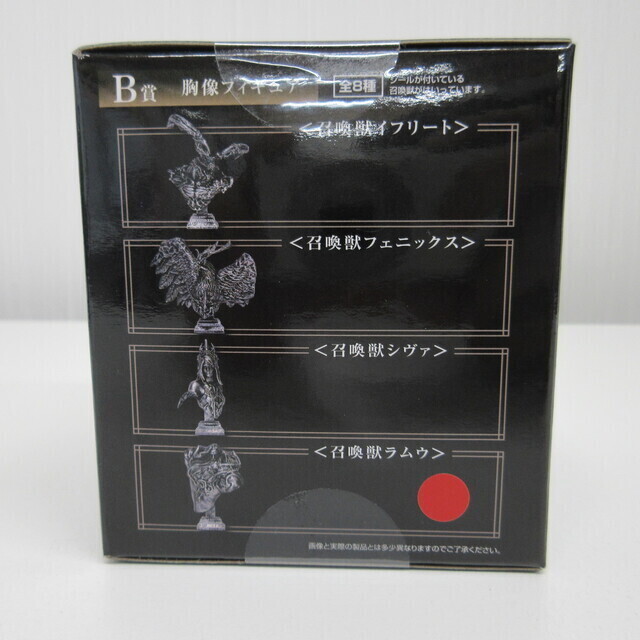 B賞 胸像フィギュア 全8種 シールが付いている
召喚獣がはいっています。
＜召喚獣イフリート＞
＜召喚獣フェニックス＞
＜召喚獣シヴァ＞
＜召喚獣ラムウ＞
画像と実際の製品とは多少異なりますのでご了承ください。